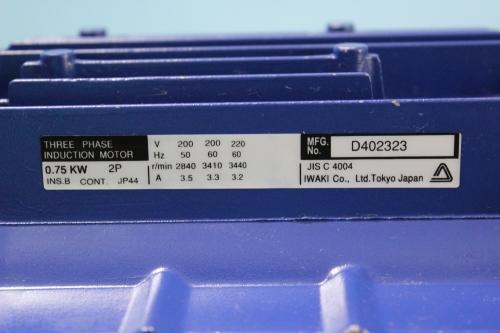 THREE PHASE
INDUCTION MOTOR
0.75 KW 2P
INS.B CONT. JP44
V 200 200 220
Hz 50 60 60
r/min 2840 3410 3440
A 3.5 3.3 3.2
MFG. No. D402323
JIS C 4004
IWAKI Co., Ltd.Tokyo Japan